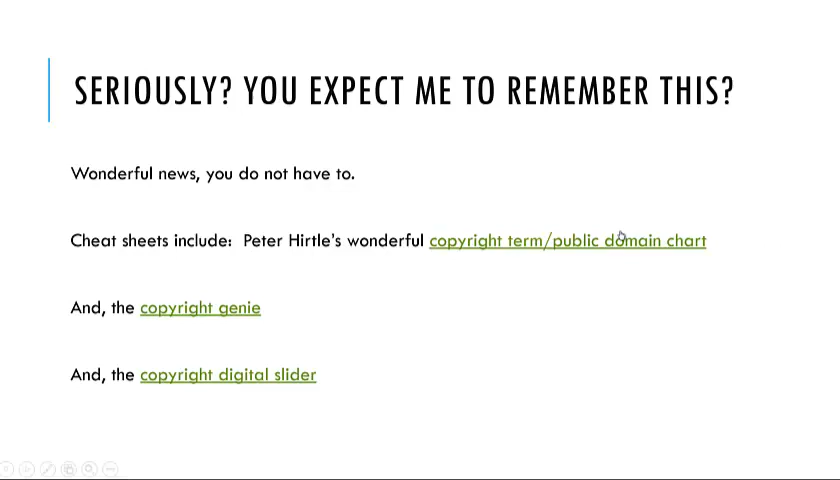 SERIOUSLY? YOU EXPECT ME TO REMEMBER THIS?
Wonderful news, you do not have to.
Cheat sheets include:  Peter Hirtle's wonderful copyright term/public domain chart
And, the copyright genie
And, the copyright digital slider